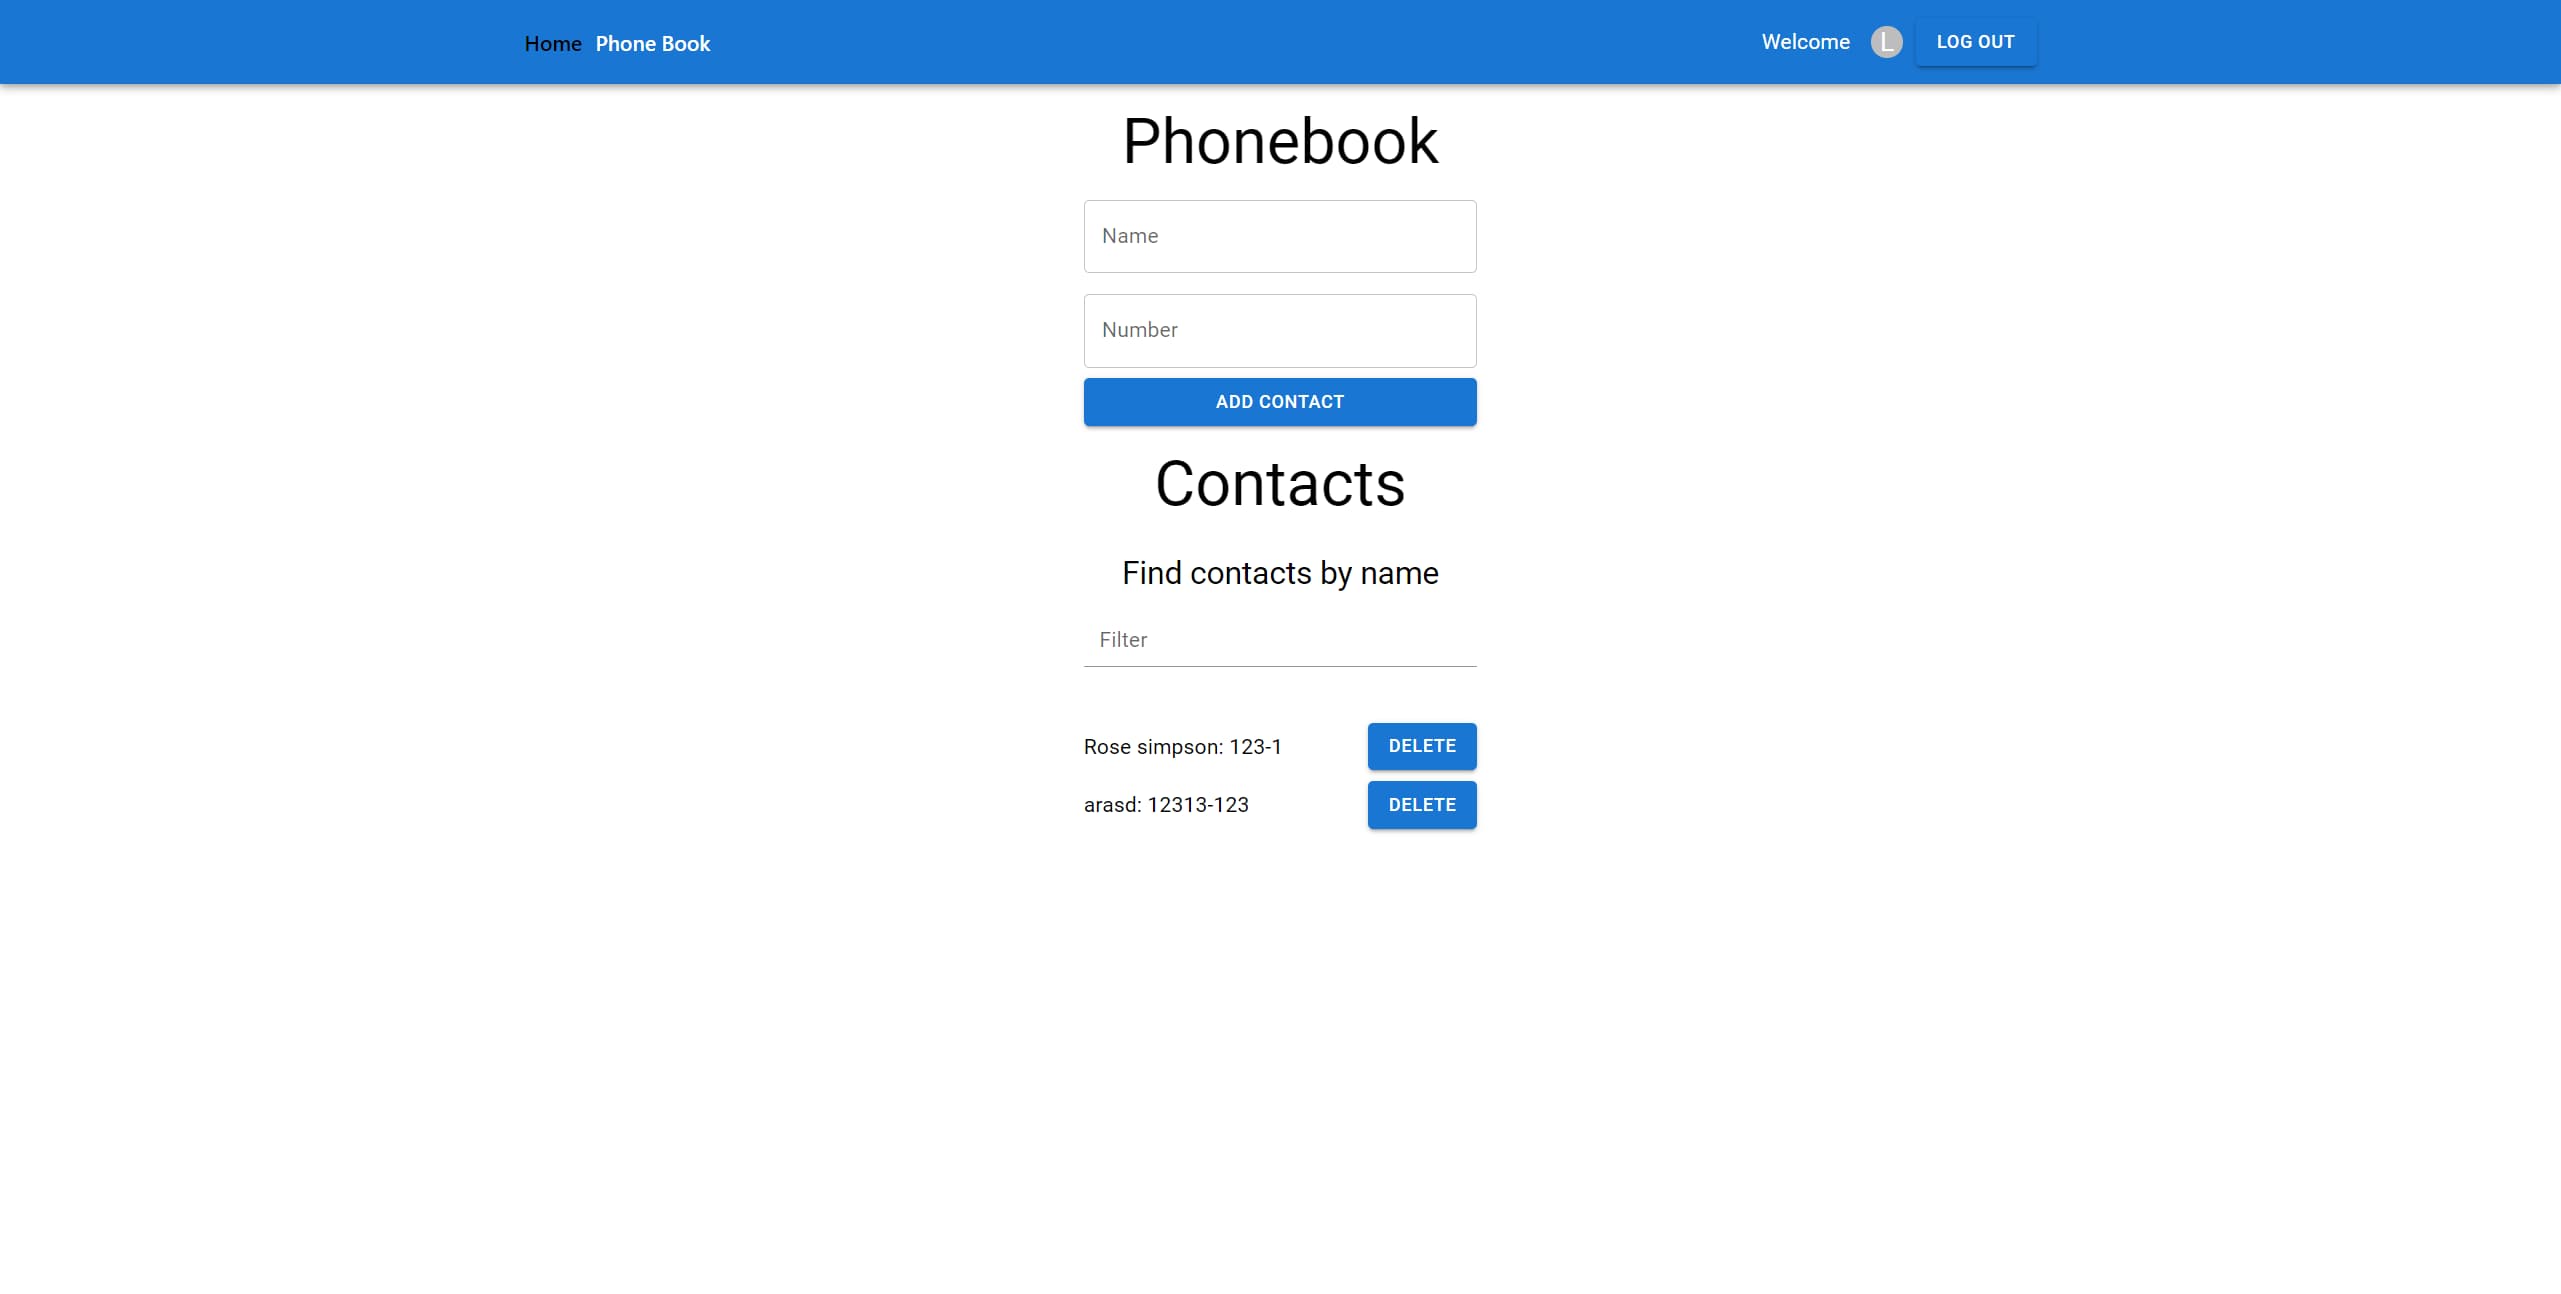 Home Phone Book Welcome L LOG OUT
Phonebook
Name
Number
ADD CONTACT
Contacts
Find contacts by name
Filter
Rose simpson: 123-1 DELETE
arasd: 12313-123 DELETE